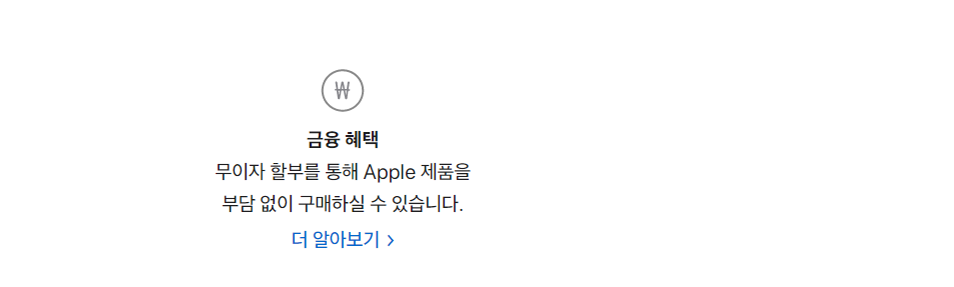 ₩
금융 혜택
무이자 할부를 통해 Apple 제품을
부담 없이 구매하실 수 있습니다.
더 알아보기 >